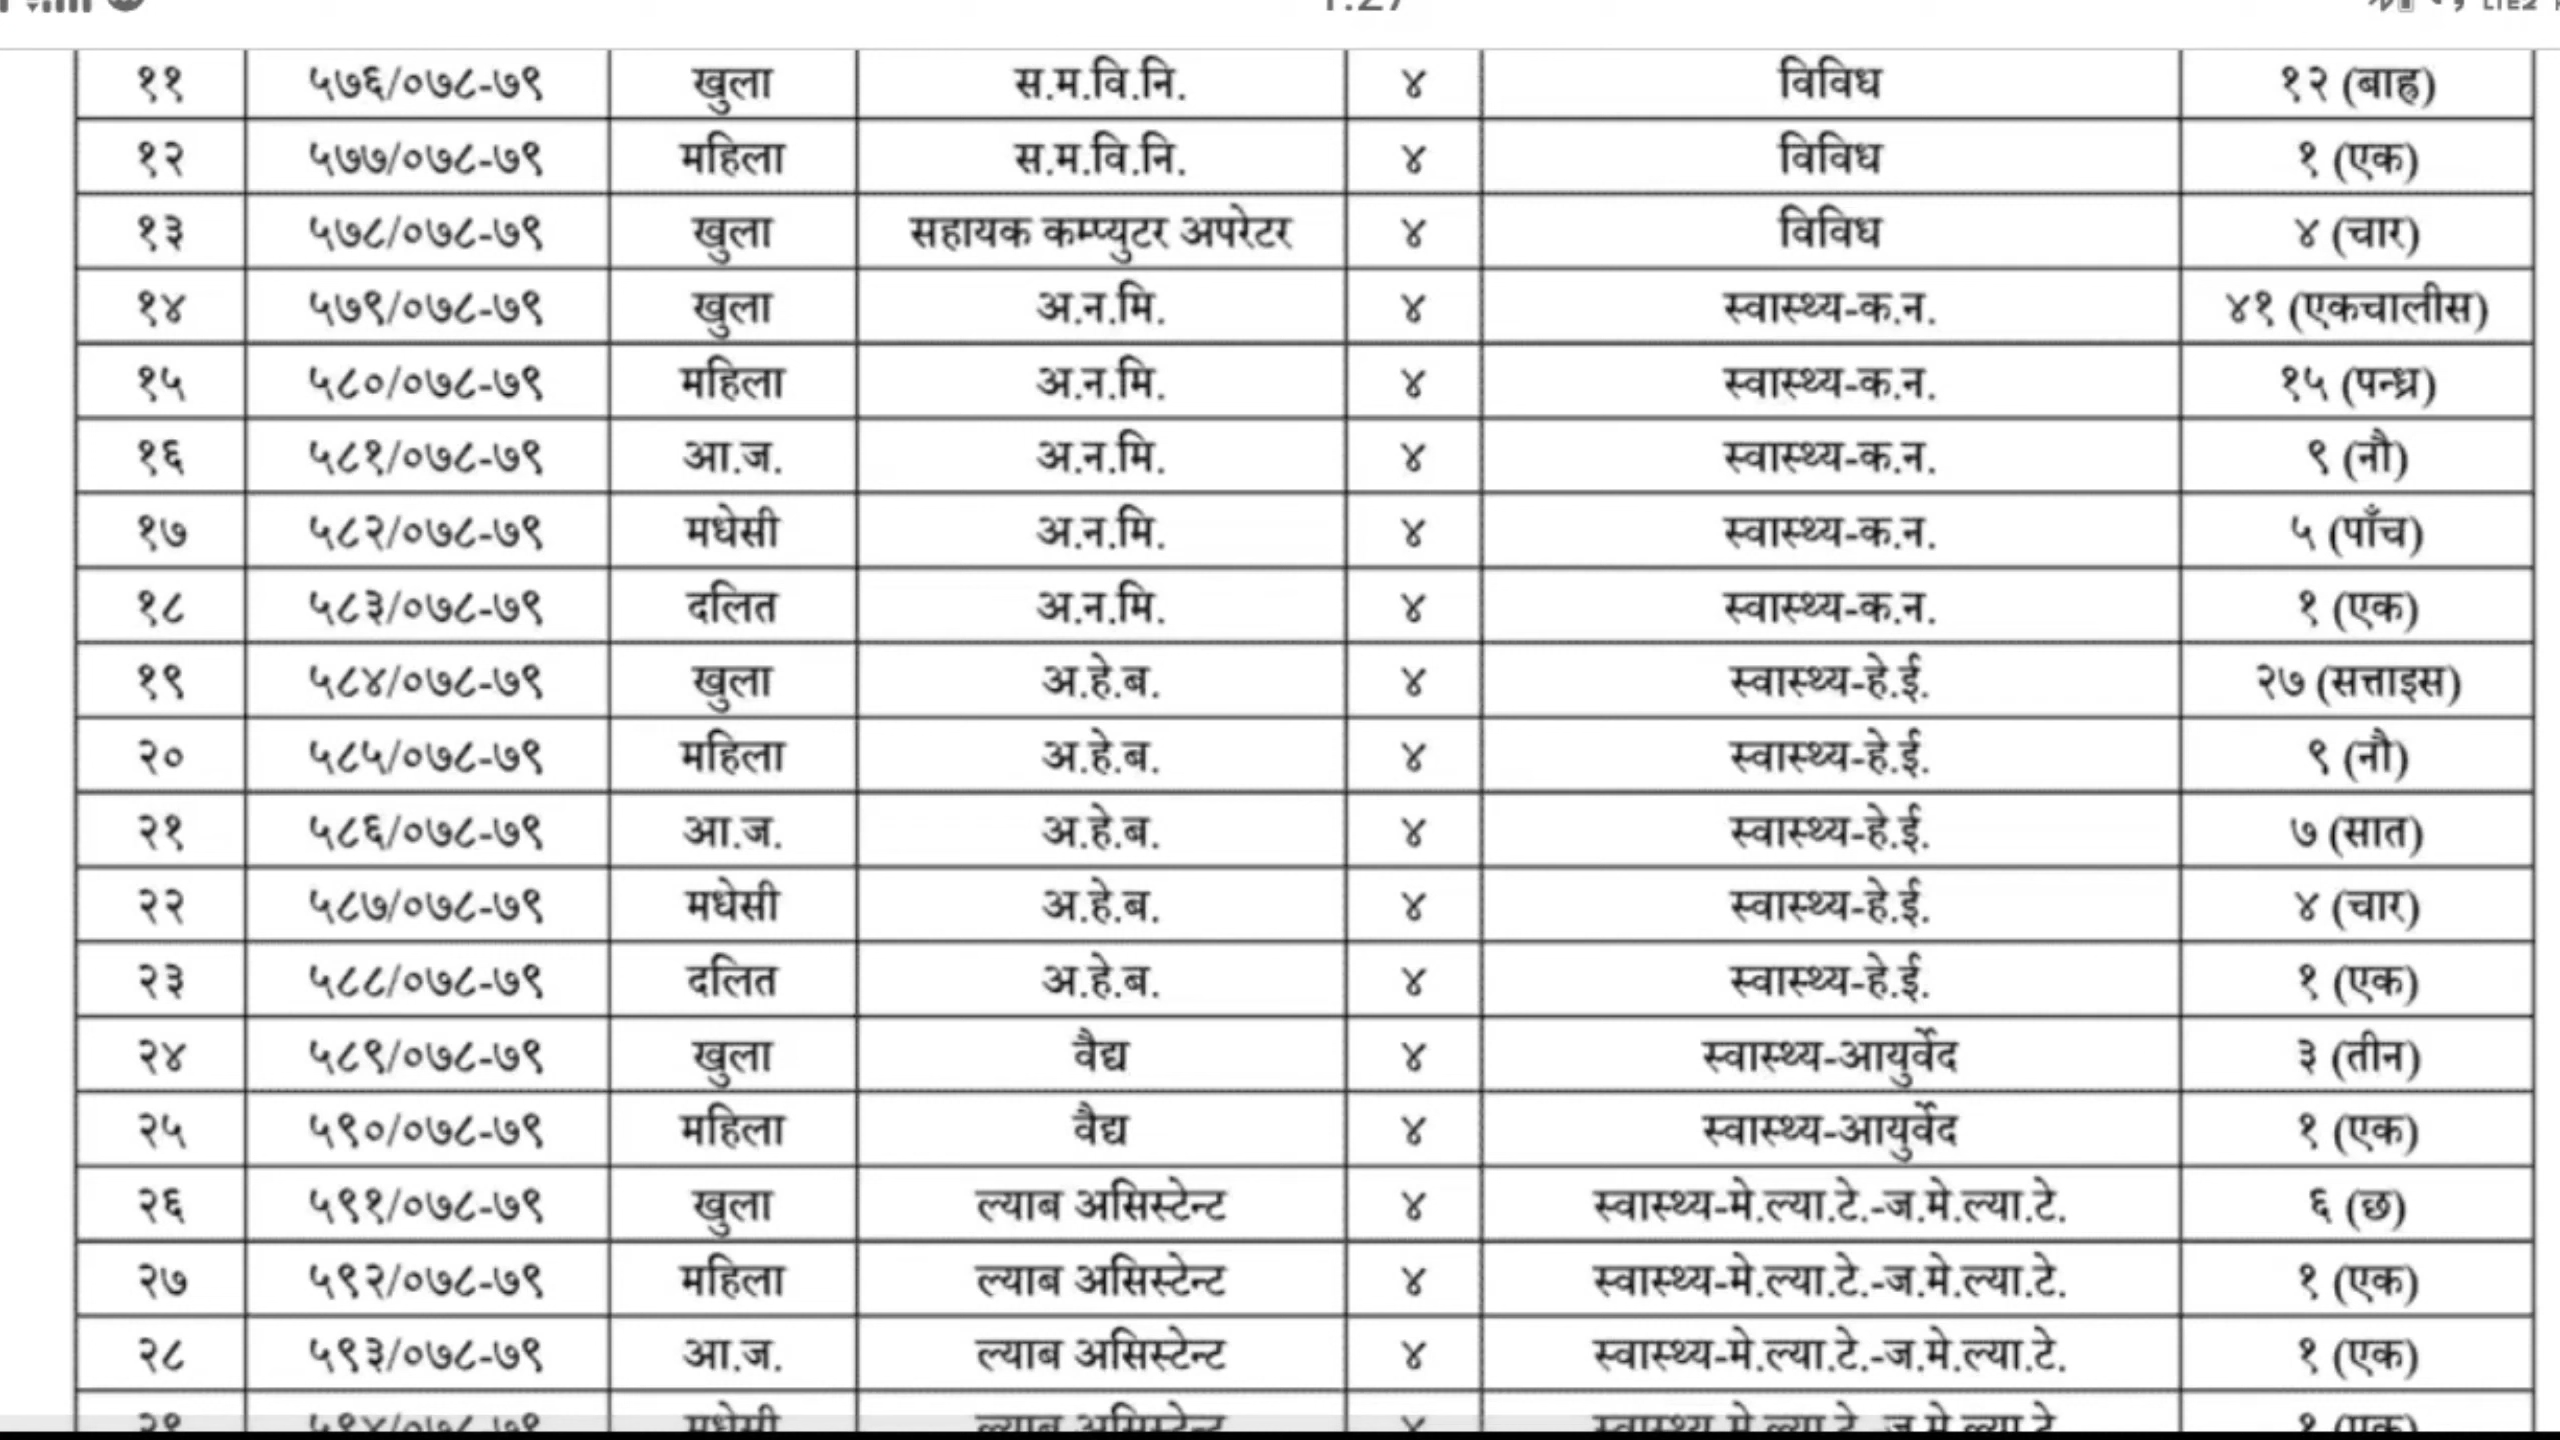 ११ ५७६/०७८-७९ खुला स.म.वि.नि. ४ विविध १२ (बाह्र)
१२ ५७७/०७८-७९ महिला स.म.वि.नि. ४ विविध १ (एक)
१३ ५७८/०७८-७९ खुला सहायक कम्प्युटर अपरेटर ४ विविध ४ (चार)
१४ ५७९/०७८-७९ खुला अ.न.मि. ४ स्वास्थ्य-क.न. ४१ (एकचालीस)
१५ ५८०/०७८-७९ महिला अ.न.मि. ४ स्वास्थ्य-क.न. १५ (पन्ध्र)
१६ ५८१/०७८-७९ आ.ज. अ.न.मि. ४ स्वास्थ्य-क.न. ९ (नौ)
१७ ५८२/०७८-७९ मधेसी अ.न.मि. ४ स्वास्थ्य-क.न. ५ (पाँच)
१८ ५८३/०७८-७९ दलित अ.न.मि. ४ स्वास्थ्य-क.न. १ (एक)
१९ ५८४/०७८-७९ खुला अ.हे.ब. ४ स्वास्थ्य-हे.ई. २७ (सत्ताइस)
२० ५८५/०७८-७९ महिला अ.हे.ब. ४ स्वास्थ्य-हे.ई. ९ (नौ)
२१ ५८६/०७८-७९ आ.ज. अ.हे.ब. ४ स्वास्थ्य-हे.ई. ७ (सात)
२२ ५८७/०७८-७९ मधेसी अ.हे.ब. ४ स्वास्थ्य-हे.ई. ४ (चार)
२३ ५८८/०७८-७९ दलित अ.हे.ब. ४ स्वास्थ्य-हे.ई. १ (एक)
२४ ५८९/०७८-७९ खुला वैद्य ४ स्वास्थ्य-आयुर्वेद ३ (तीन)
२५ ५९०/०७८-७९ महिला वैद्य ४ स्वास्थ्य-आयुर्वेद १ (एक)
२६ ५९१/०७८-७९ खुला ल्याब असिस्टेन्ट ४ स्वास्थ्य-मे.ल्या.टे.-ज.मे.ल्या.टे. ६ (छ)
२७ ५९२/०७८-७९ महिला ल्याब असिस्टेन्ट ४ स्वास्थ्य-मे.ल्या.टे.-ज.मे.ल्या.टे. १ (एक)
२८ ५९३/०७८-७९ आ.ज. ल्याब असिस्टेन्ट ४ स्वास्थ्य-मे.ल्या.टे.-ज.मे.ल्या.टे. १ (एक)